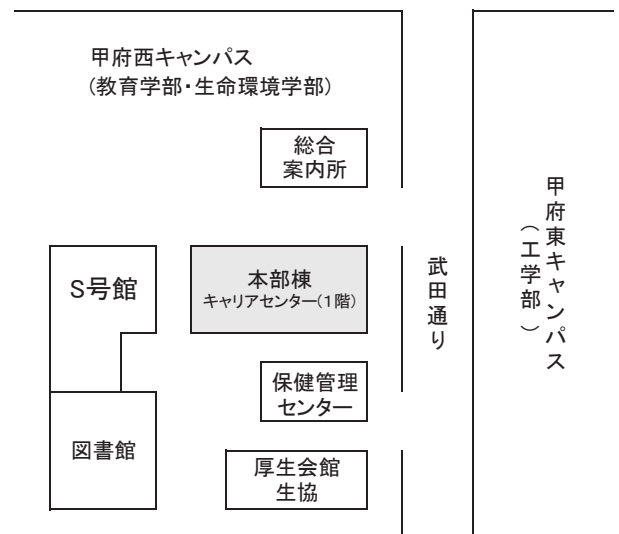 甲府西キャンパス
(教育学部・生命環境学部)
総合
案内所
S号館
本部棟
キャリアセンター(1階)
武田通り
甲府東キャンパス
(工学部)
保健管理
センター
図書館
厚生会館
生協